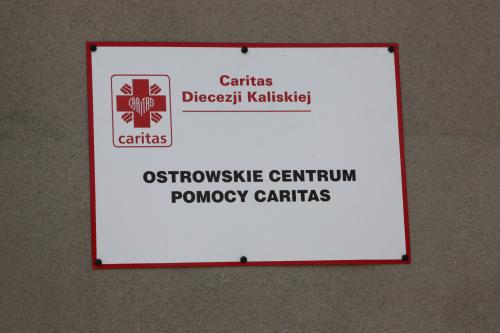 CARITAS
caritas
Caritas
Diecezji Kaliskiej
OSTROWSKIE CENTRUM
POMOCY CARITAS